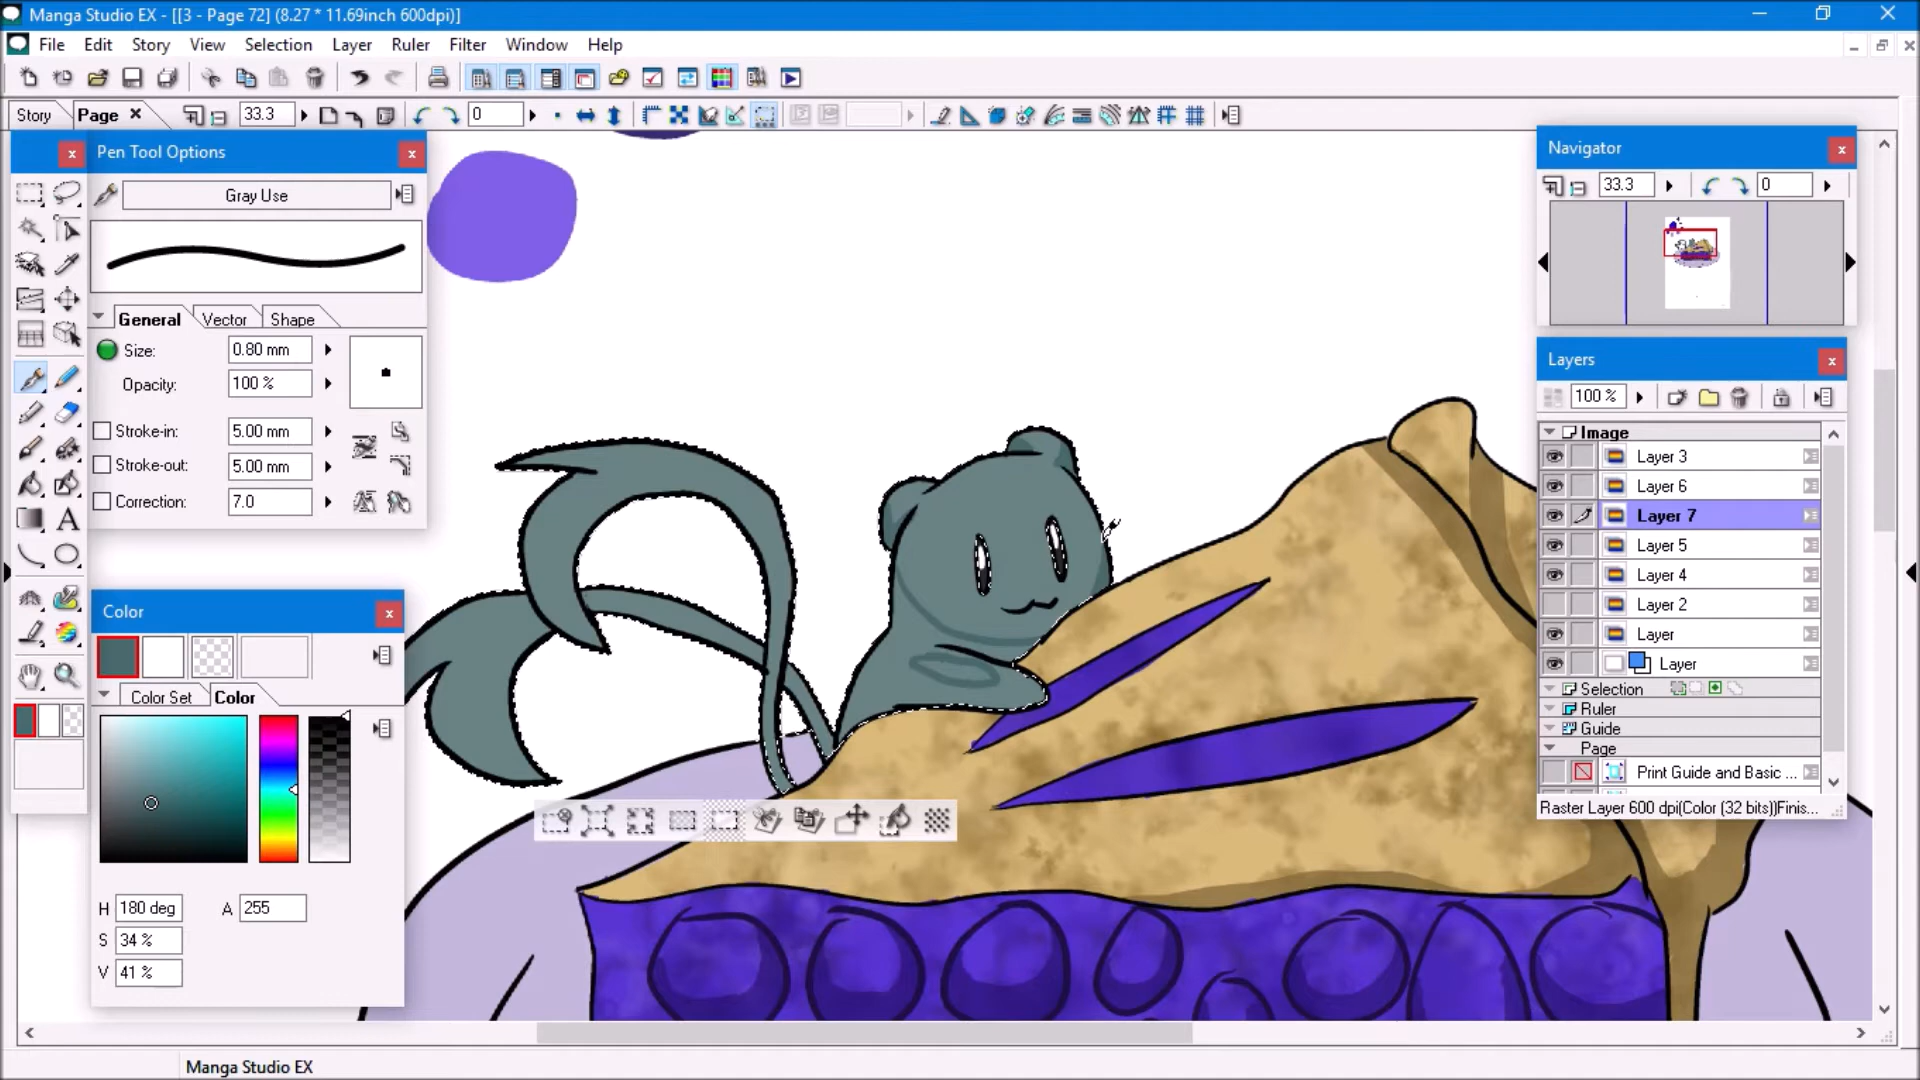 Manga Studio EX - [[3 - Page 72] (8.27 * 11.69inch 600dpi)]
File Edit Story View Selection Layer Ruler Filter Window Help
Story Page 33.3 0
Pen Tool Options
Gray Use
General Vector Shape
Size: 0.80 mm
Opacity: 100 %
Stroke-in: 5.00 mm
Stroke-out: 5.00 mm
Correction: 7.0
Color
Color Set Color
H 180 deg A 255
S 34 %
V 41 %
Navigator
33.3 0
Layers
100 %
Image
Layer 3
Layer 6
Layer 7
Layer 5
Layer 4
Layer 2
Layer
Layer
Selection
Ruler
Guide
Page
Print Guide and Basic ...
Raster Layer 600 dpi(Color (32 bits))Finis...
Manga Studio EX